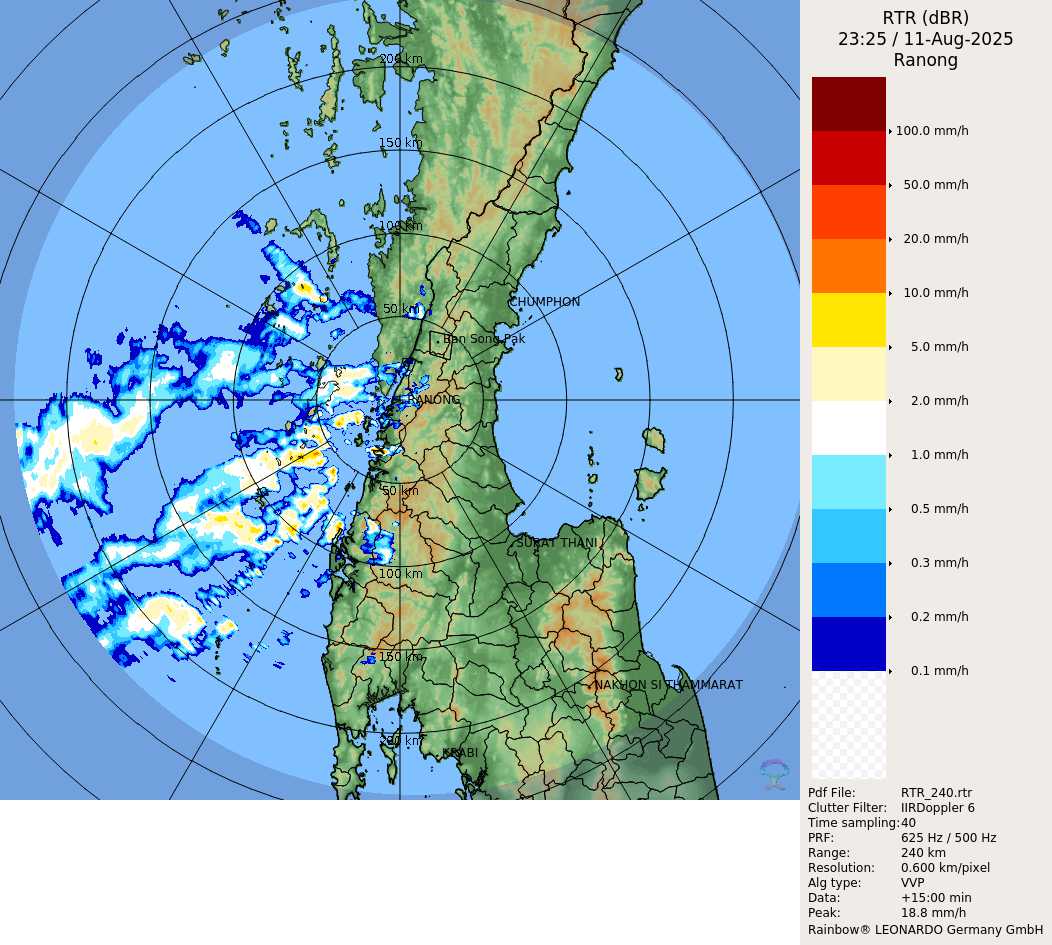 RTR (dBR)
23:25 / 11-Aug-2025
Ranong
200 km
150 km
100 km
50 km
CHUMPHON
Ban Song Pak
RANONG
50 km
SURAT THANI
100 km
150 km
NAKHON SI THAMMARAT
200 km
KRABI
100.0 mm/h
50.0 mm/h
20.0 mm/h
10.0 mm/h
5.0 mm/h
2.0 mm/h
1.0 mm/h
0.5 mm/h
0.3 mm/h
0.2 mm/h
0.1 mm/h
Pdf File: RTR_240.rtr
Clutter Filter: IIRDoppler 6
Time sampling: 40
PRF: 625 Hz / 500 Hz
Range: 240 km
Resolution: 0.600 km/pixel
Alg type: VVP
Data: +15:00 min
Peak: 18.8 mm/h
Rainbow® LEONARDO Germany GmbH